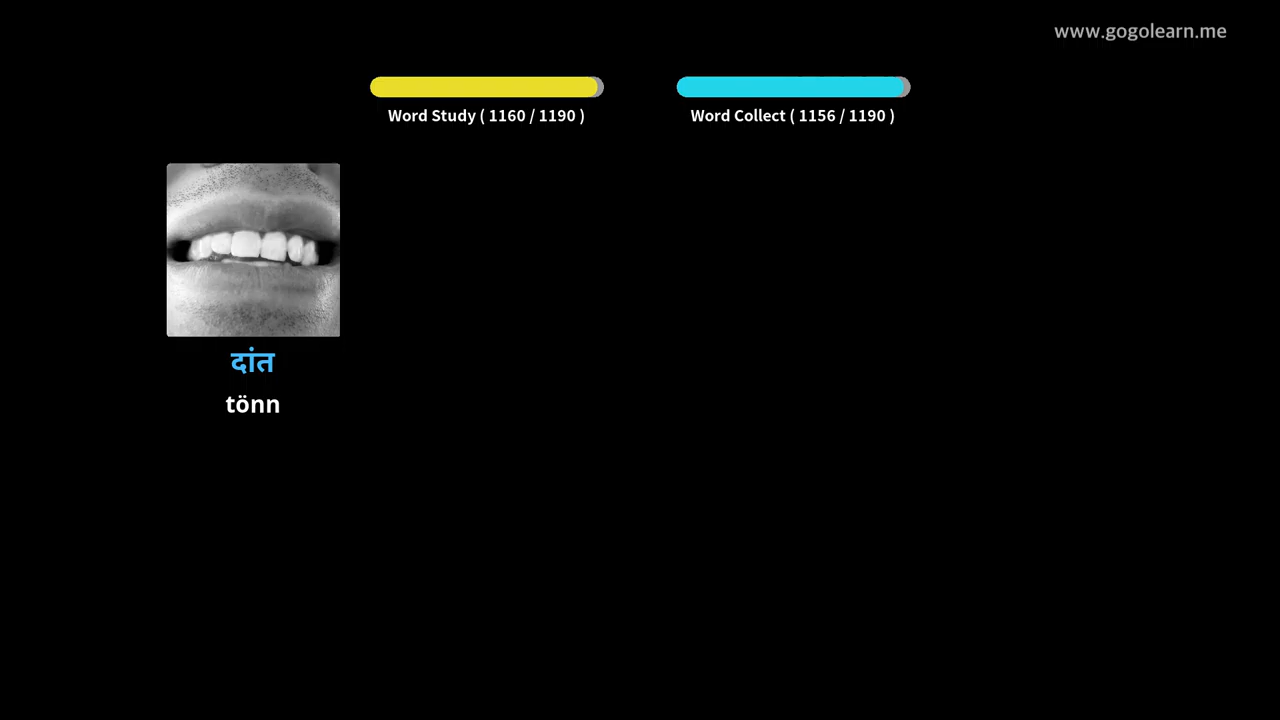 www.gogolearn.me
Word Study ( 1160 / 1190 )
Word Collect ( 1156 / 1190 )
दांत
tönn